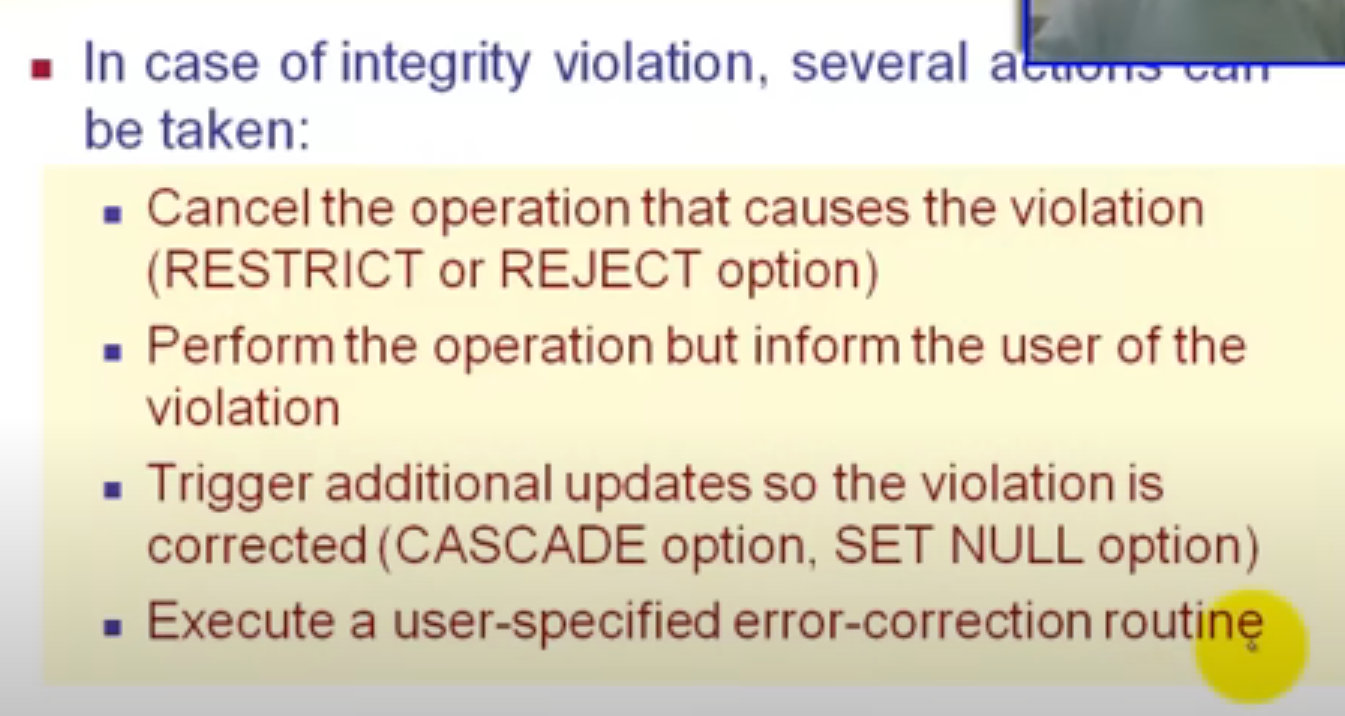 In case of integrity violation, several actions can
be taken:
Cancel the operation that causes the violation
(RESTRICT or REJECT option)
Perform the operation but inform the user of the
violation
Trigger additional updates so the violation is
corrected (CASCADE option, SET NULL option)
Execute a user-specified error-correction routine